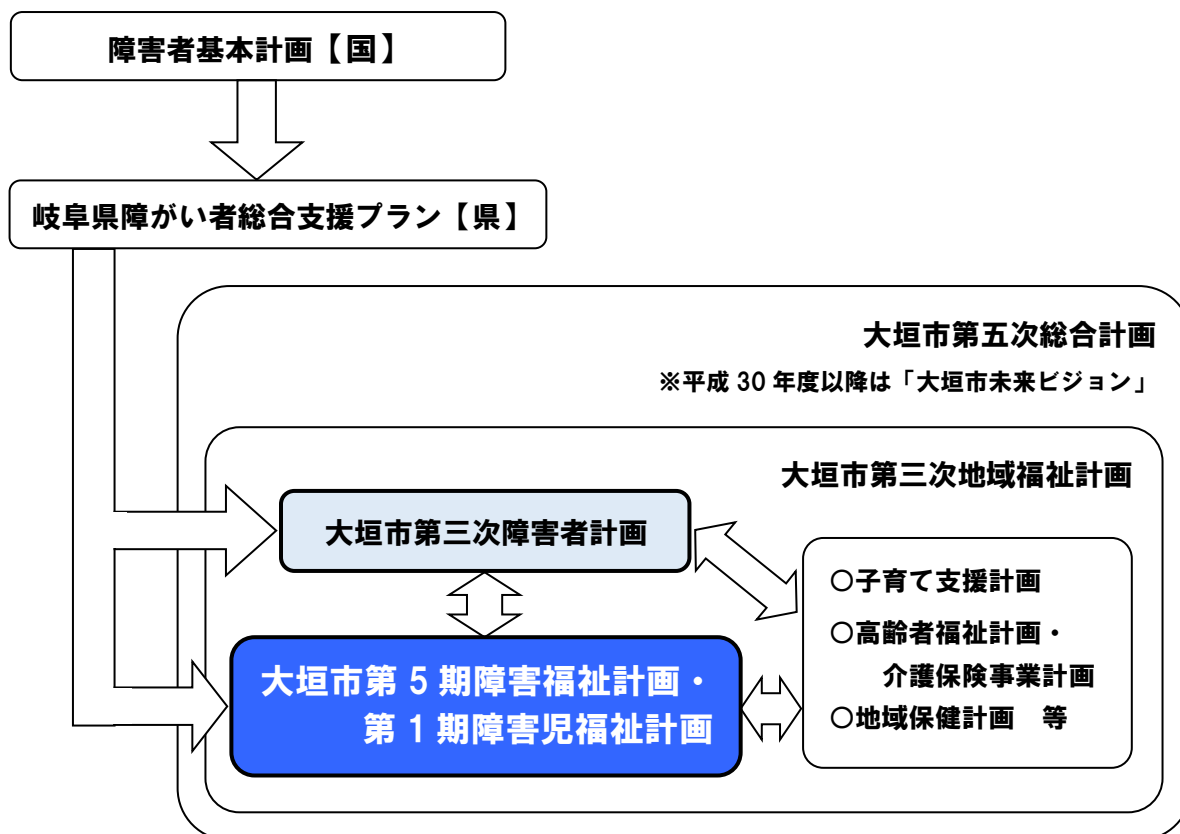 障害者基本計画【国】
岐阜県障がい者総合支援プラン【県】
大垣市第五次総合計画
※平成 30 年度以降は「大垣市未来ビジョン」
大垣市第三次地域福祉計画
大垣市第三次障害者計画
○子育て支援計画
○高齢者福祉計画・
介護保険事業計画
○地域保健計画　等
大垣市第 5 期障害福祉計画・
第 1 期障害児福祉計画